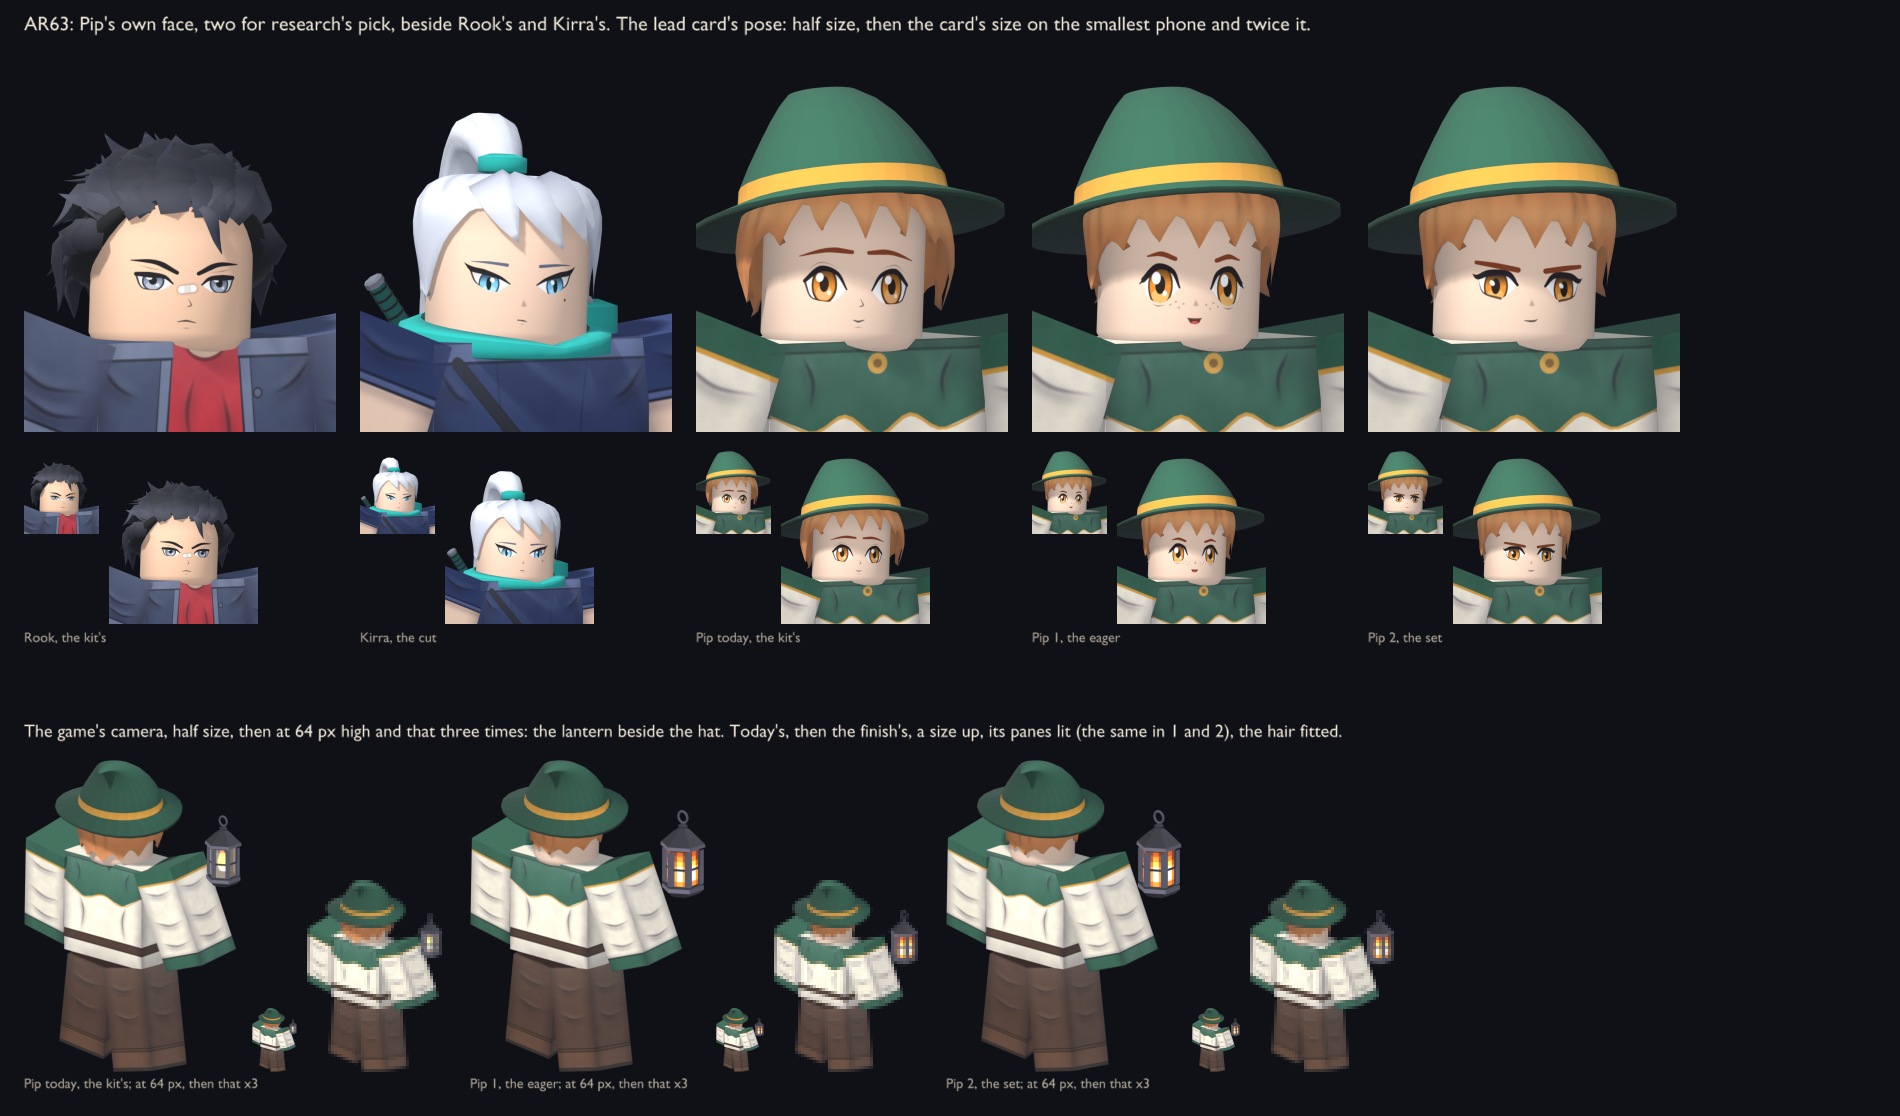 AR63: Pip's own face, two for research's pick, beside Rook's and Kirra's. The lead card's pose: half size, then the card's size on the smallest phone and twice it.
Rook, the kit's
Kirra, the cut
Pip today, the kit's
Pip 1, the eager
Pip 2, the set
The game's camera, half size, then at 64 px high and that three times: the lantern beside the hat. Today's, then the finish's, a size up, its panes lit (the same in 1 and 2), the hair fitted.
Pip today, the kit's; at 64 px, then that x3
Pip 1, the eager; at 64 px, then that x3
Pip 2, the set; at 64 px, then that x3